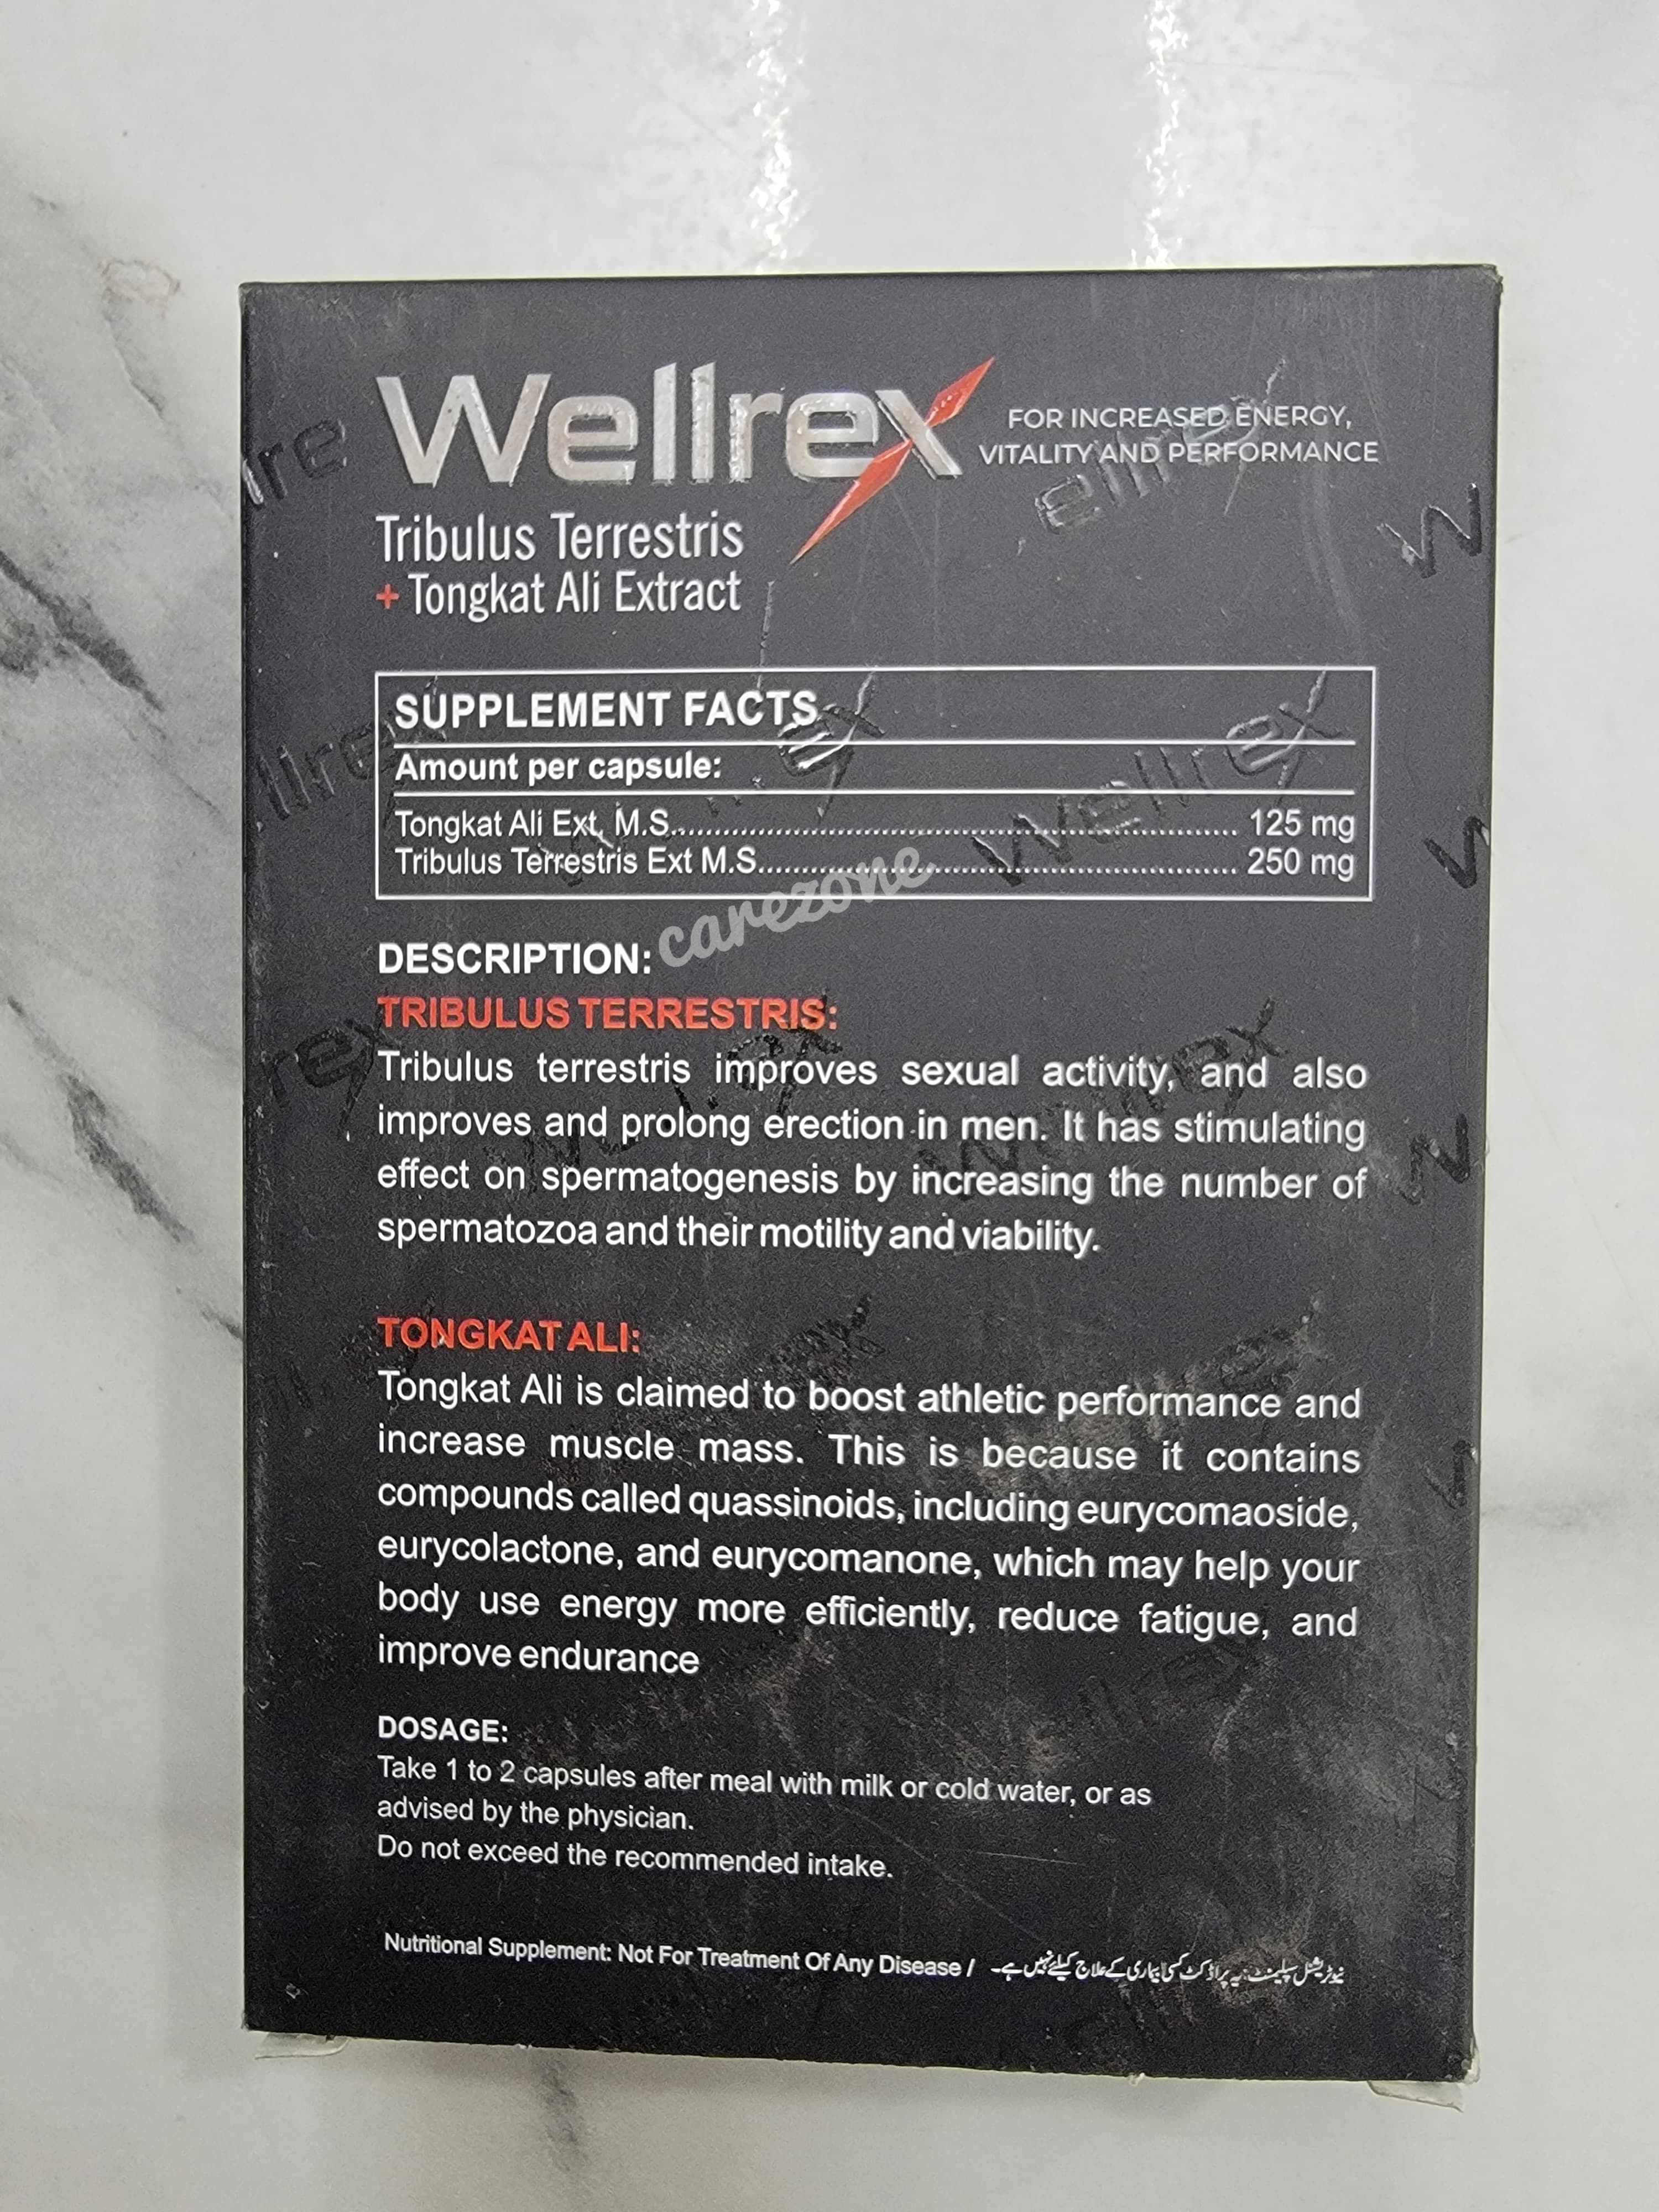 Wellrex
FOR INCREASED ENERGY,
VITALITY AND PERFORMANCE
Tribulus Terrestris
+ Tongkat Ali Extract
SUPPLEMENT FACTS
Amount per capsule:
Tongkat Ali Ext. M.S.......... 125 mg
Tribulus Terrestris Ext M.S.......... 250 mg
carezone
DESCRIPTION:
TRIBULUS TERRESTRIS:
Tribulus terrestris improves sexual activity, and also
improves and prolong erection in men. It has stimulating
effect on spermatogenesis by increasing the number of
spermatozoa and their motility and viability.
TONGKAT ALI:
Tongkat Ali is claimed to boost athletic performance and
increase muscle mass. This is because it contains
compounds called quassinoids, including eurycomaoside,
eurycolactone, and eurycomanone, which may help your
body use energy more efficiently, reduce fatigue, and
improve endurance
DOSAGE:
Take 1 to 2 capsules after meal with milk or cold water, or as
advised by the physician.
Do not exceed the recommended intake.
Nutritional Supplement: Not For Treatment Of Any Disease / نیوٹریشنل سپلیمنٹ: یہ پراڈکٹ کسی بیماری کے علاج کیلئے نہیں ہے۔